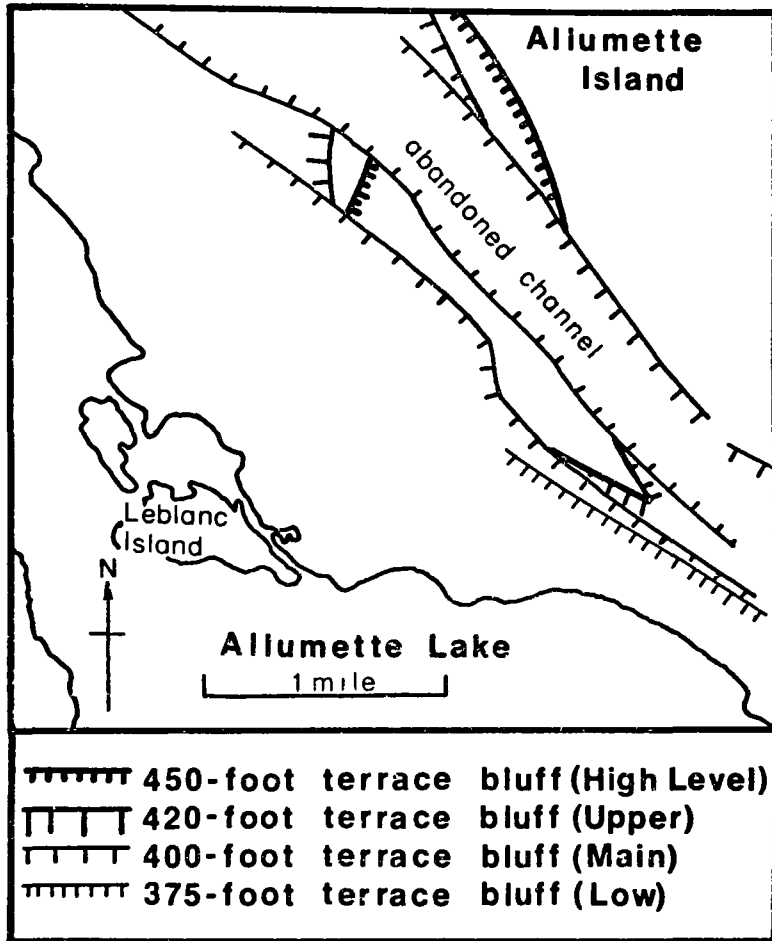 Allumette
Island
abandoned channel
Leblanc
Island
N
Allumette Lake
1 mile
450-foot terrace bluff (High Level)
420-foot terrace bluff (Upper)
400-foot terrace bluff (Main)
375-foot terrace bluff (Low)